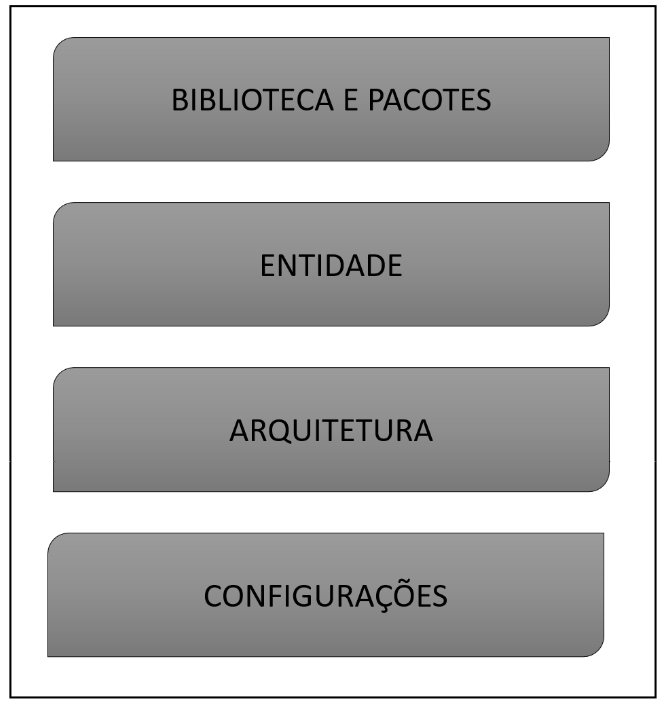 BIBLIOTECA E PACOTES
ENTIDADE
ARQUITETURA
CONFIGURAÇÕES